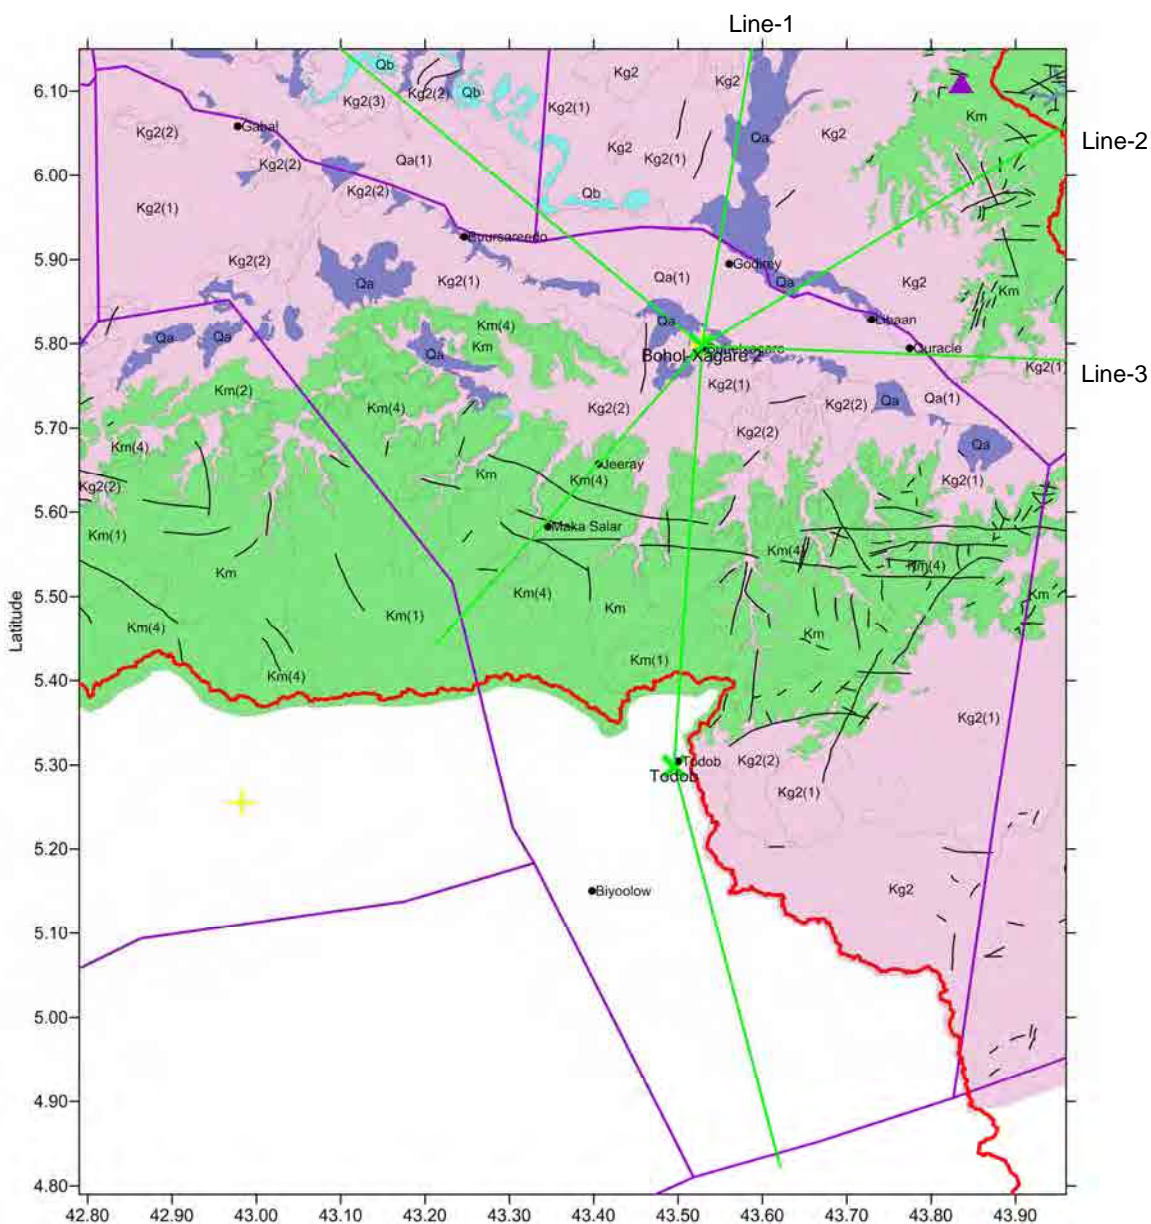 Line-1
Qb
Kg2(2)
Kg2
Kg2
6.10
Kg2(3)
Qb
Kg2(1)
Km
Gabal
Kg2(2)
Qa
Kg2
Line-2
Kg2
Kg2(1)
Kg2(2)
Qa(1)
6.00
Kg2(2)
Qb
Kg2(1)
5.90
Kg2(2)
Kg2(1)
Qa(1)
Godirey
Qa
Kg2
Qa
Km
Km(4)
Qa
Libaan
5.80
Qa
Qa
Km
Qa
Bohol-Xagare 2
Kg2(1)
Line-3
Kg2(1)
Km(2)
Km(4)
Kg2(2)
Kg2(2)
Qa
Qa(1)
5.70
Km(4)
Kg2(2)
Qa
Km
Jeeray
Kg2(2)
Km(4)
Kg2(1)
5.60
Km(1)
Maka Salar
Km(4)
Km(4)
Km
Latitude
5.50
Km(4)
Km
Km
Km(1)
Km(4)
Km
5.40
Km(4)
Km(1)
Kg2(1)
5.30
Todob
Todob
Kg2(2)
Kg2(1)
5.20
Biyoolow
Kg2
5.10
5.00
4.90
4.80
42.80 42.90 43.00 43.10 43.20 43.30 43.40 43.50 43.60 43.70 43.80 43.90